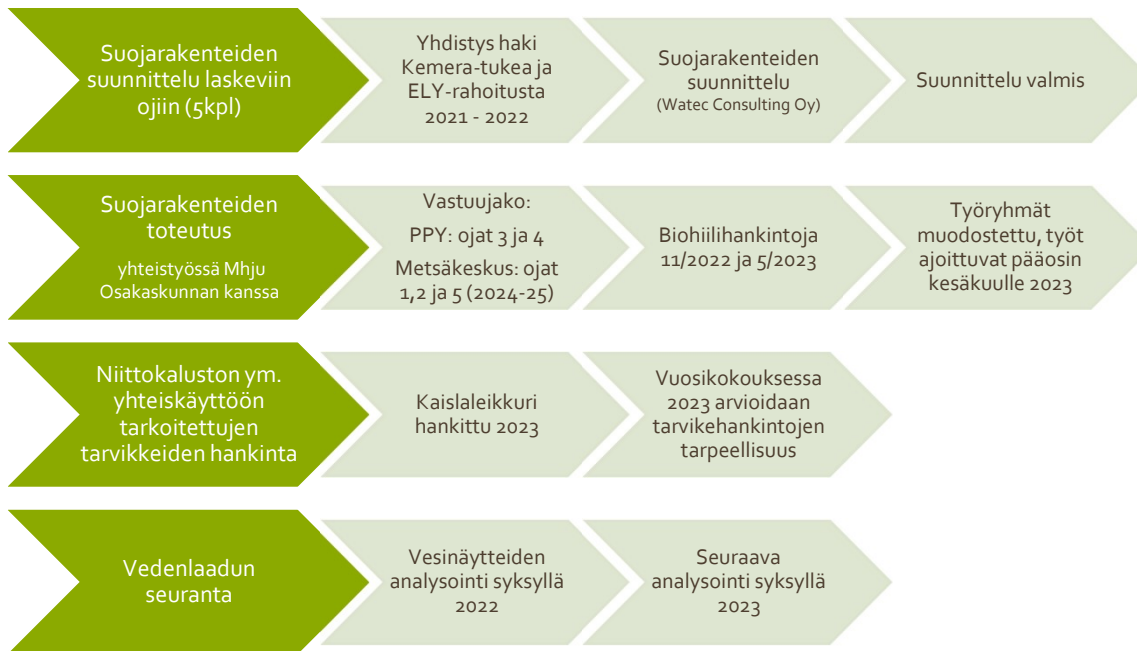 Suojarakenteiden
suunnittelu laskeviin
ojiin (5kpl)
Yhdistys haki
Kemera-tukea ja
ELY-rahoitusta
2021 - 2022
Suojarakenteiden
suunnittelu
(Watec Consulting Oy)
Suunnittelu valmis
Suojarakenteiden
toteutus
yhteistyössä Mhju
Osakaskunnan kanssa
Vastuujako:
PPY: ojat 3 ja 4
Metsäkeskus: ojat
1,2 ja 5 (2024-25)
Biohiilihankintoja
11/2022 ja 5/2023
Työryhmät
muodostettu, työt
ajoittuvat pääosin
kesäkuulle 2023
Niittokaluston ym.
yhteiskäyttöön
tarkoitettujen
tarvikkeiden hankinta
Kaislaleikkuri
hankittu 2023
Vuosikokouksessa
2023 arvioidaan
tarvikehankintojen
tarpeellisuus
Vedenlaadun
seuranta
Vesinäytteiden
analysointi syksyllä
2022
Seuraava
analysointi syksyllä
2023